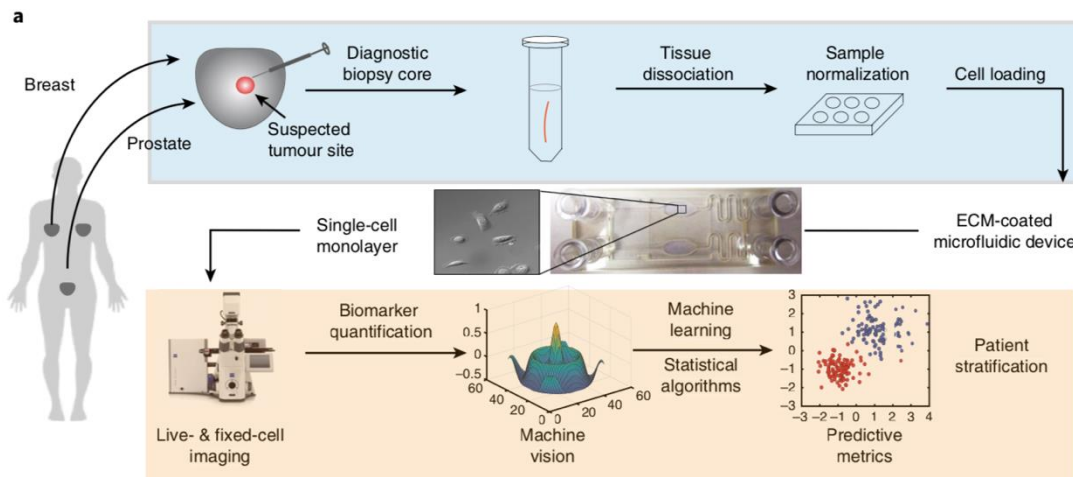 a
Breast
Prostate
Suspected
tumour site
Diagnostic
biopsy core
Tissue
dissociation
Sample
normalization
Cell loading
Single-cell
monolayer
ECM-coated
microfluidic device
Live- & fixed-cell
imaging
Biomarker
quantification
1
0.5
0
−0.5
60
40
20
0
0
20
40
60
Machine
vision
Machine
learning
Statistical
algorithms
3
2
1
0
−1
−2
−3
−3 −2 −1 0 1 2 3 4
Predictive
metrics
Patient
stratification